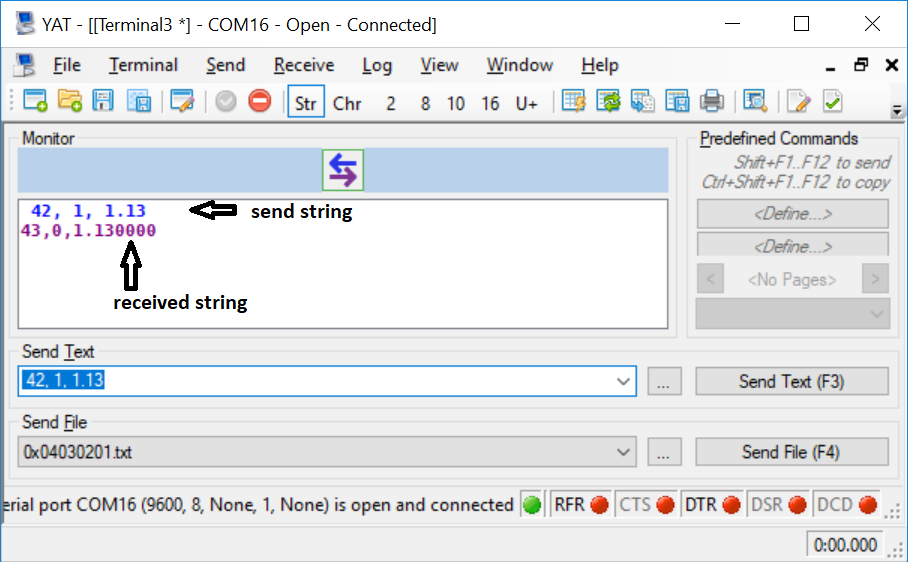 YAT - [[Terminal3 *] - COM16 - Open - Connected]
File Terminal Send Receive Log View Window Help
Str Chr 2 8 10 16 U+
Monitor
Predefined Commands
Shift+F1..F12 to send
Ctrl+Shift+F1..F12 to copy
42, 1, 1.13
send string
43,0,1.130000
received string
<Define...>
<Define...>
< <No Pages> >
Send Text
42, 1, 1.13
...
Send Text (F3)
Send File
0x04030201.txt
...
Send File (F4)
erial port COM16 (9600, 8, None, 1, None) is open and connected RFR CTS DTR DSR DCD
0:00.000